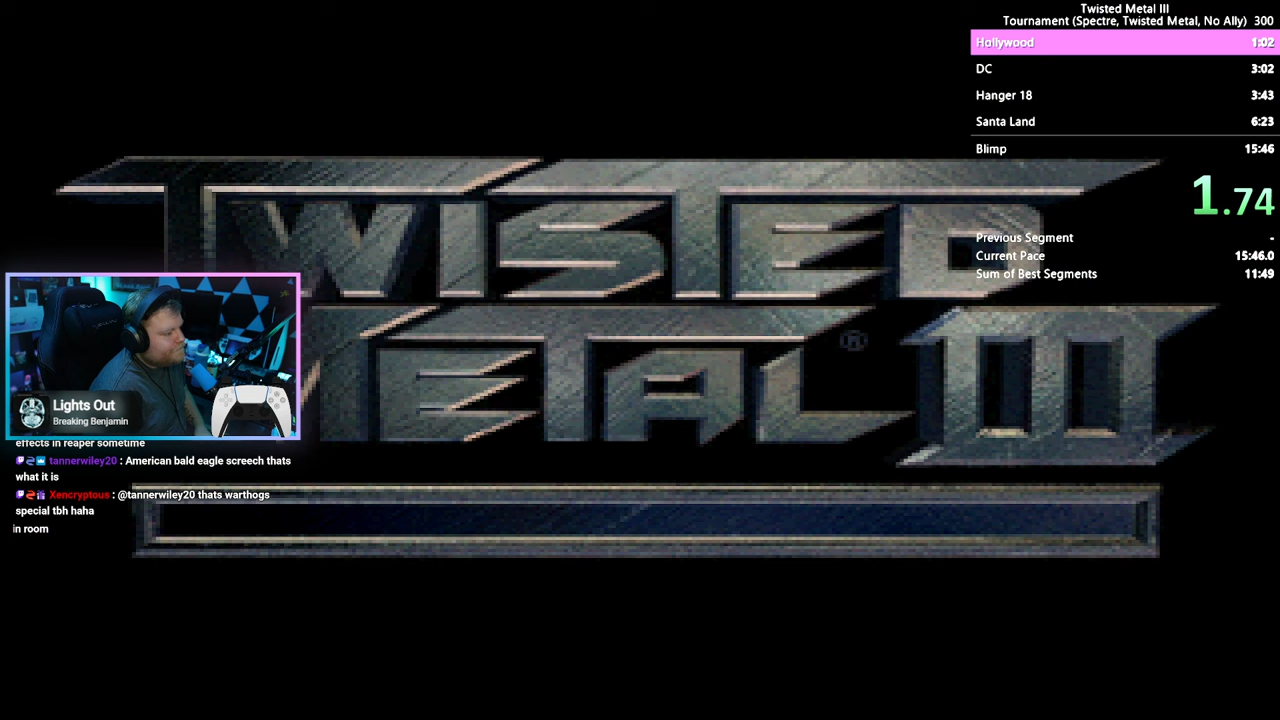 Twisted Metal III
Tournament (Spectre, Twisted Metal, No Ally) 300
Hollywood 1:02
DC 3:02
Hanger 18 3:43
Santa Land 6:23
Blimp 15:46
1.74
Previous Segment -
Current Pace 15:46.0
Sum of Best Segments 11:49
TWISTED
METAL ® III
Lights Out
Breaking Benjamin
effects in reaper sometime
tannerwiley20 : American bald eagle screech thats
what it is
Xencryptous : @tannerwiley20 thats warthogs
special tbh haha
in room